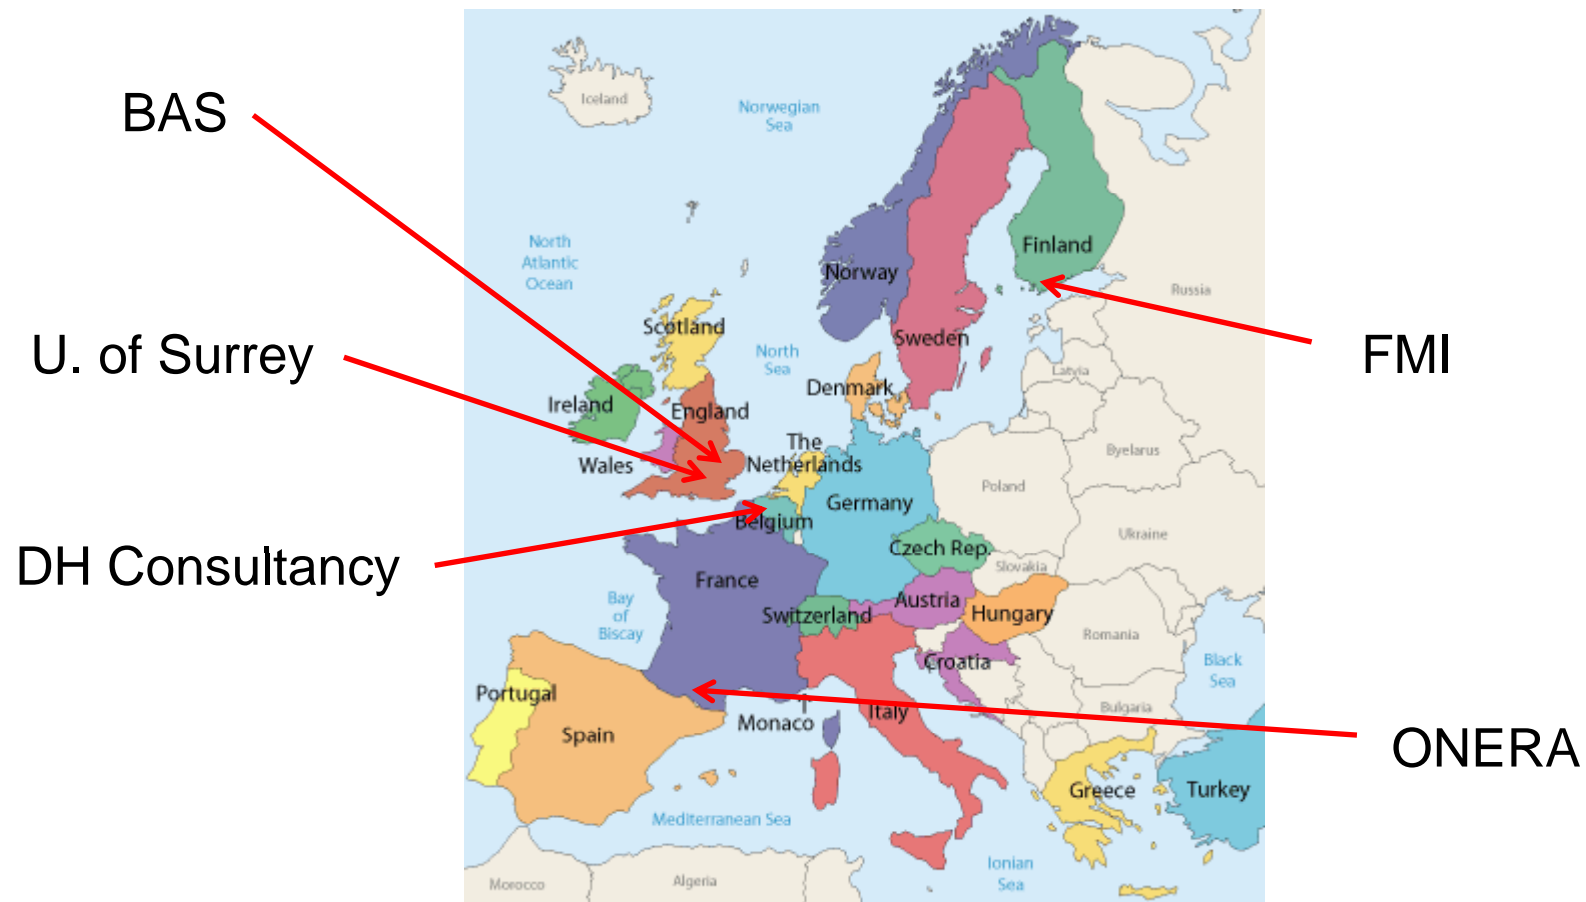 BAS
U. of Surrey
DH Consultancy
FMI
ONERA
Iceland
Norwegian
Sea
North
Atlantic
Ocean
Finland
Norway
Russia
Scotland
Sweden
North
Sea
Latvia
Denmark
Ireland
England
The
Netherlands
Wales
Byelarus
Poland
Germany
Belgium
Ukraine
Czech Rep.
Slovakia
France
Austria
Bay
of
Biscay
Switzerland
Hungary
Romania
Croatia
Black
Sea
Portugal
Bulgaria
Monaco
Italy
Spain
Greece
Turkey
Mediterranean Sea
Ionian
Sea
Morocco
Algeria